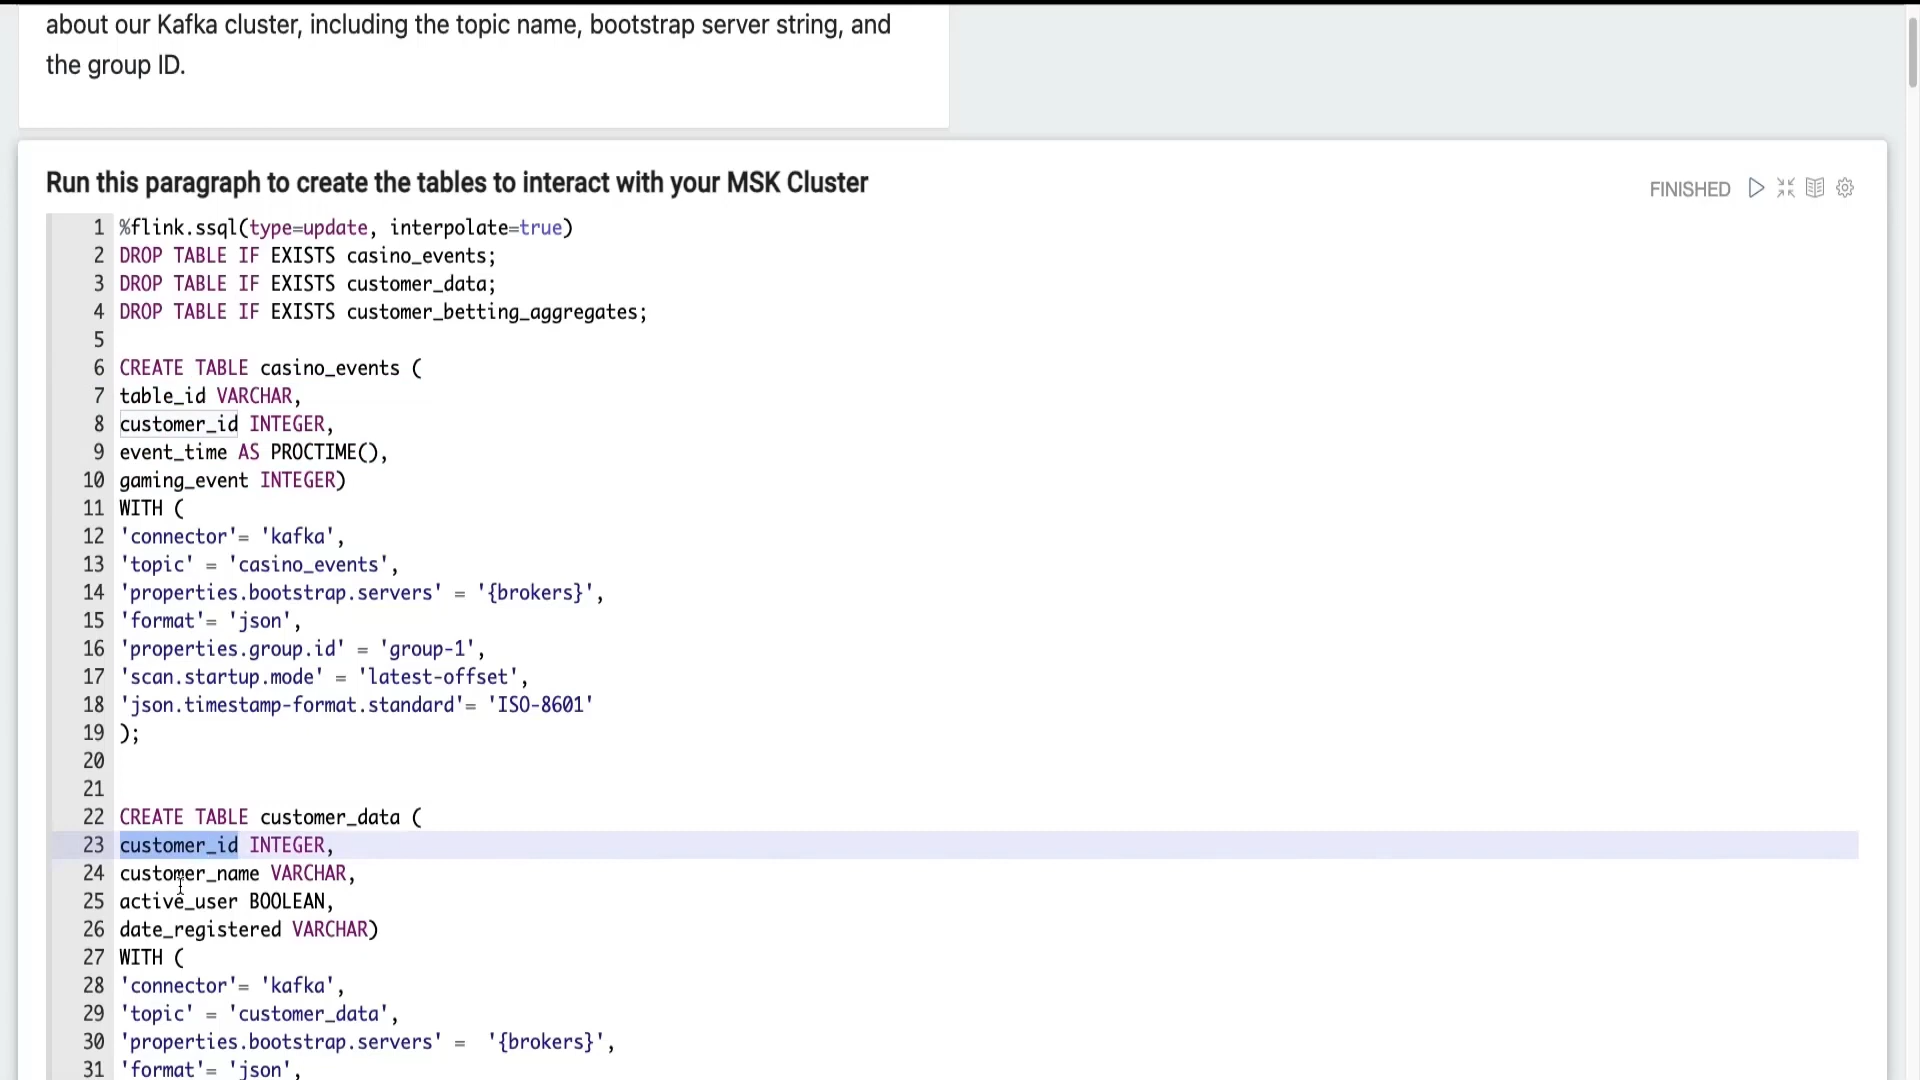 about our Kafka cluster, including the topic name, bootstrap server string, and
the group ID.
Run this paragraph to create the tables to interact with your MSK Cluster
FINISHED
1 %flink.ssql(type=update, interpolate=true)
2 DROP TABLE IF EXISTS casino_events;
3 DROP TABLE IF EXISTS customer_data;
4 DROP TABLE IF EXISTS customer_betting_aggregates;
5
6 CREATE TABLE casino_events (
7 table_id VARCHAR,
8 customer_id INTEGER,
9 event_time AS PROCTIME(),
10 gaming_event INTEGER)
11 WITH (
12 'connector'= 'kafka',
13 'topic' = 'casino_events',
14 'properties.bootstrap.servers' = '{brokers}',
15 'format'= 'json',
16 'properties.group.id' = 'group-1',
17 'scan.startup.mode' = 'latest-offset',
18 'json.timestamp-format.standard'= 'ISO-8601'
19 );
20
21
22 CREATE TABLE customer_data (
23 customer_id INTEGER,
24 customer_name VARCHAR,
25 active_user BOOLEAN,
26 date_registered VARCHAR)
27 WITH (
28 'connector'= 'kafka',
29 'topic' = 'customer_data',
30 'properties.bootstrap.servers' =  '{brokers}',
31 'format'= 'json',